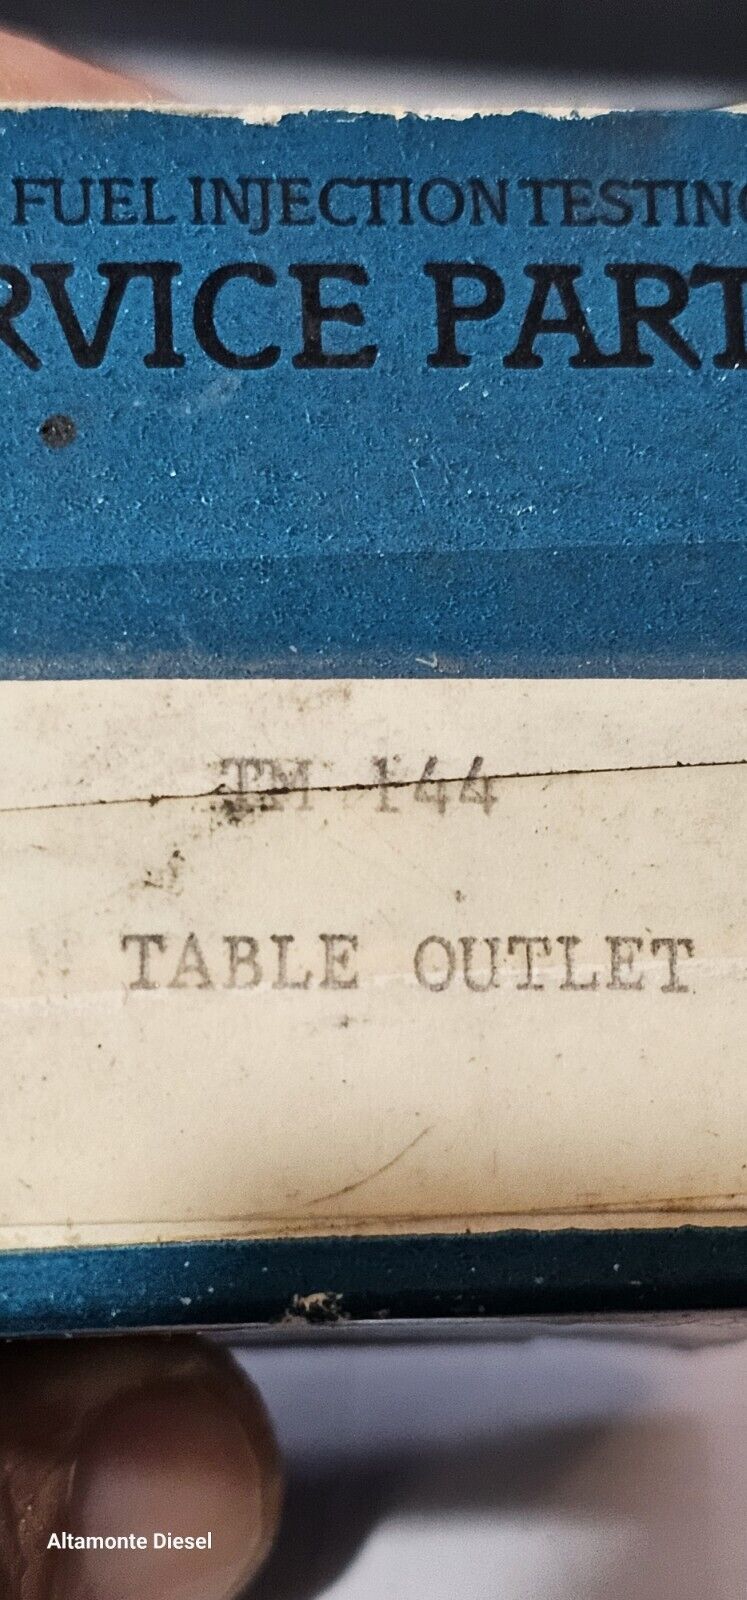 FUEL INJECTION TESTING
RVICE PART
TM 144
TABLE OUTLET
Altamonte Diesel